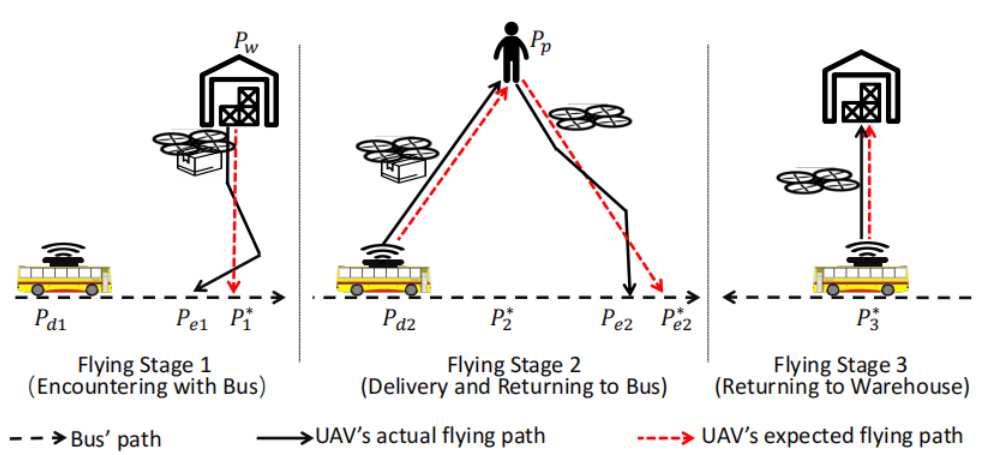 P_w
P_p
P_{d1}
P_{e1}
P_1^*
P_{d2}
P_2^*
P_{e2}
P_{e2}^*
P_3^*
Flying Stage 1
(Encountering with Bus)
Flying Stage 2
(Delivery and Returning to Bus)
Flying Stage 3
(Returning to Warehouse)
Bus' path
UAV's actual flying path
UAV's expected flying path